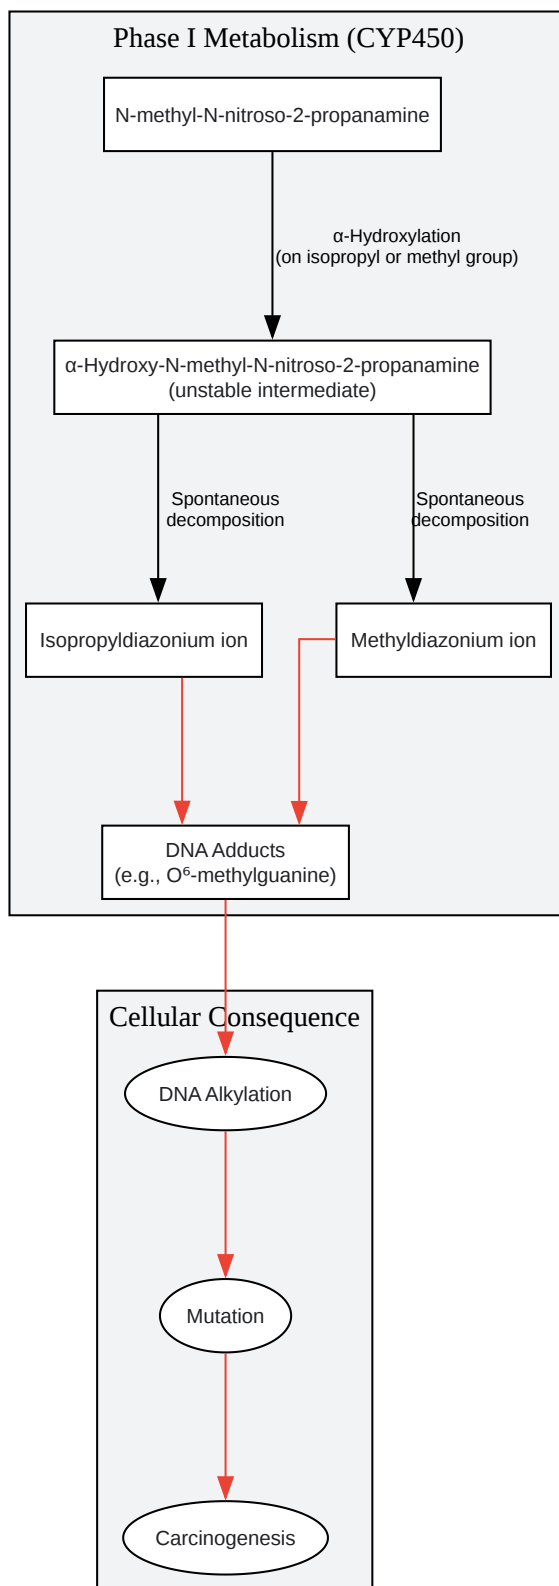 Phase I Metabolism (CYP450)
N-methyl-N-nitroso-2-propanamine
α-Hydroxylation
(on isopropyl or methyl group)
α-Hydroxy-N-methyl-N-nitroso-2-propanamine
(unstable intermediate)
Spontaneous
decomposition
Spontaneous
decomposition
Isopropyldiazonium ion
Methyldiazonium ion
DNA Adducts
(e.g., O⁶-methylguanine)
Cellular Consequence
DNA Alkylation
Mutation
Carcinogenesis